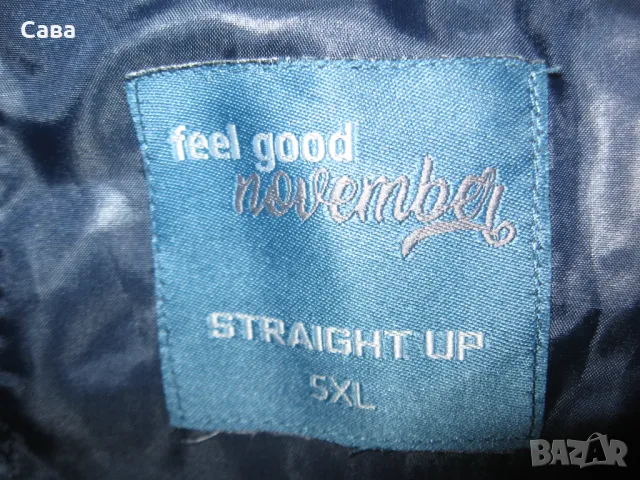 Сава
feel good
november
STRAIGHT UP
5XL
BAZAR